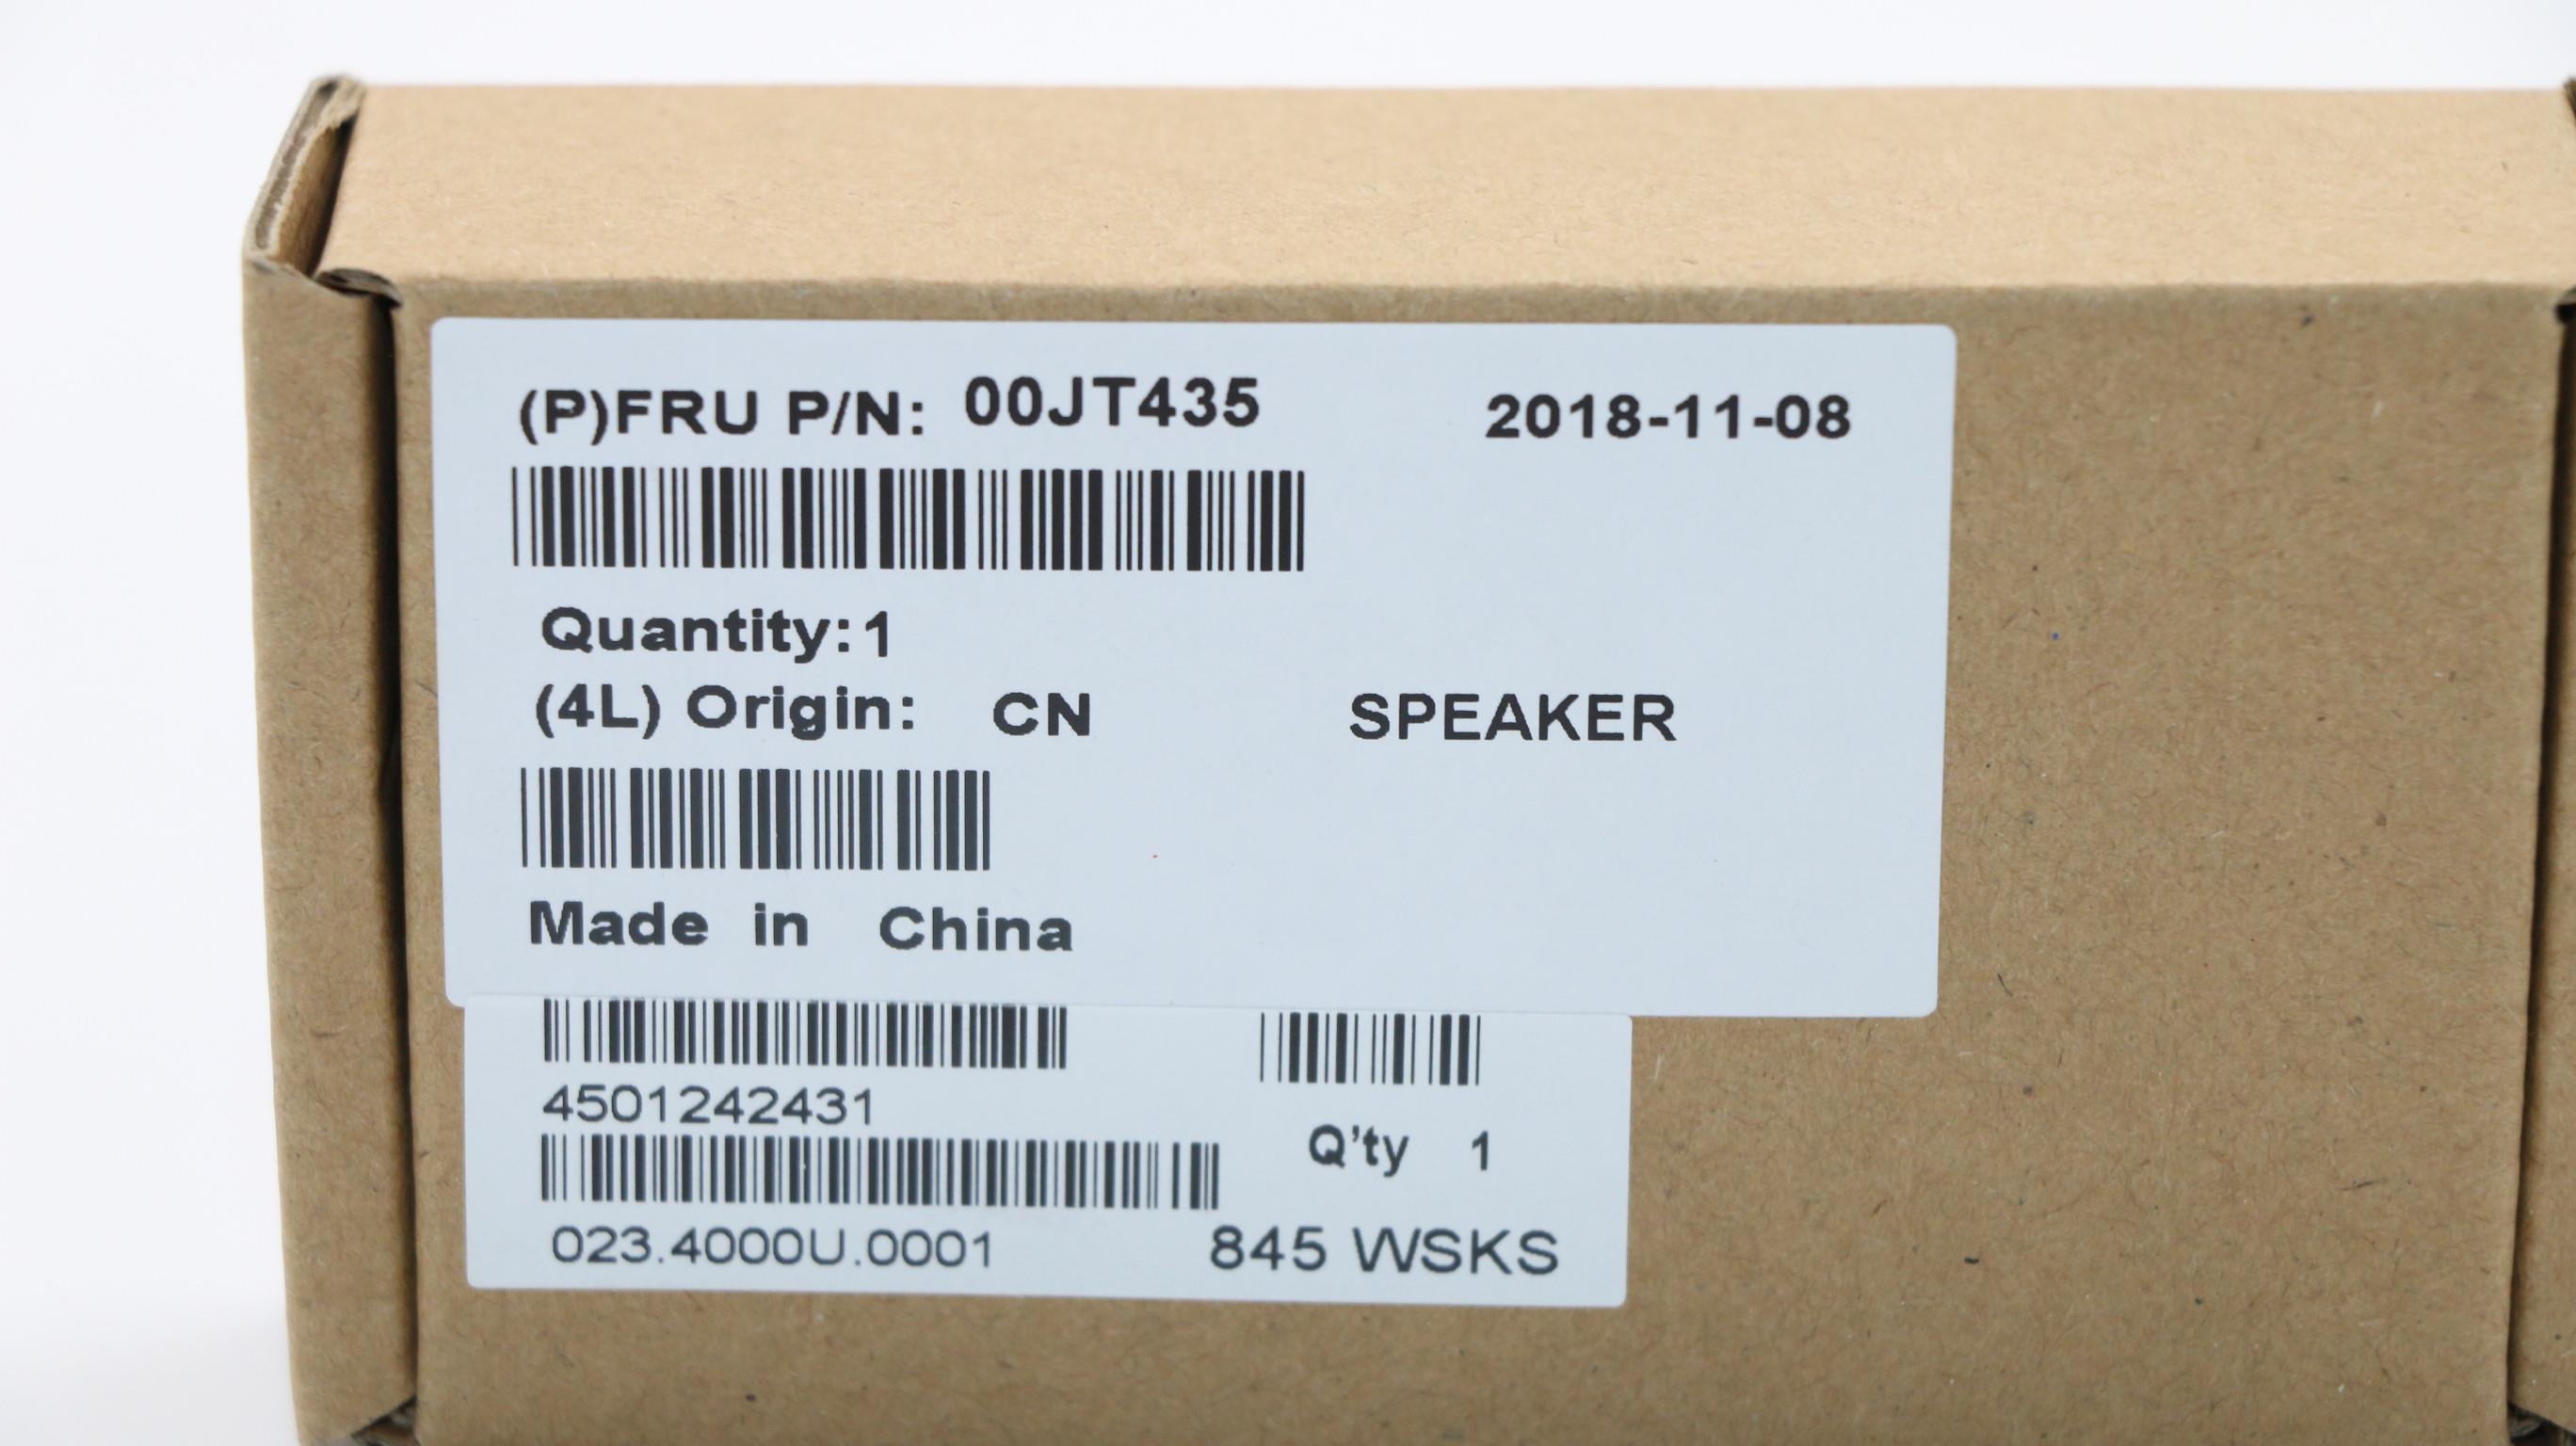 (P)FRU P/N: 00JT435 2018-11-08
Quantity:1
(4L) Origin: CN SPEAKER
Made in China
4501242431
Q'ty 1
023.4000U.0001 845 WSKS